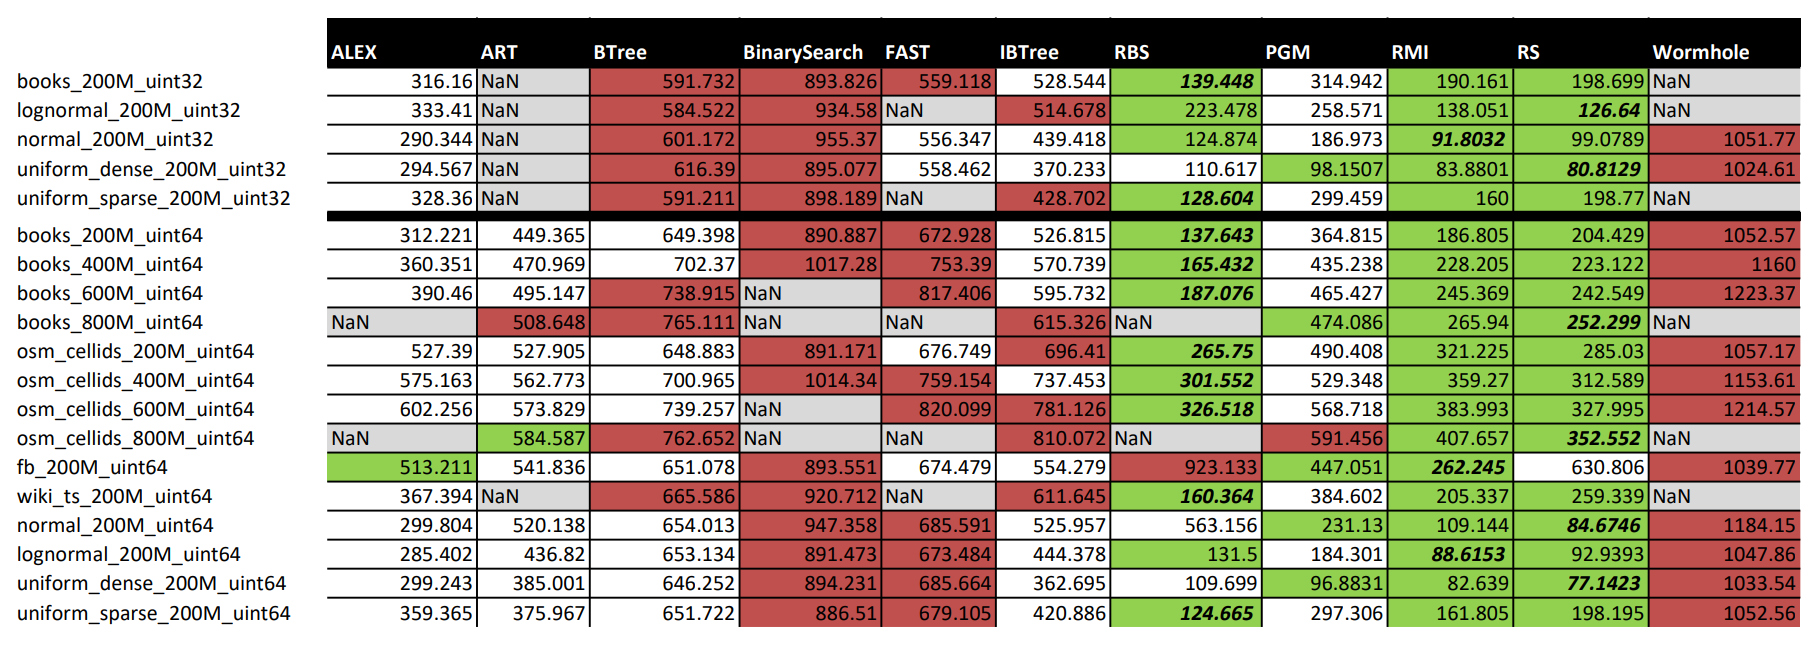 ALEX ART BTree BinarySearch FAST IBTree RBS PGM RMI RS Wormhole
books_200M_uint32 316.16 NaN 591.732 893.826 559.118 528.544 139.448 314.942 190.161 198.699 NaN
lognormal_200M_uint32 333.41 NaN 584.522 934.58 NaN 514.678 223.478 258.571 138.051 126.64 NaN
normal_200M_uint32 290.344 NaN 601.172 955.37 556.347 439.418 124.874 186.973 91.8032 99.0789 1051.77
uniform_dense_200M_uint32 294.567 NaN 616.39 895.077 558.462 370.233 110.617 98.1507 83.8801 80.8129 1024.61
uniform_sparse_200M_uint32 328.36 NaN 591.211 898.189 NaN 428.702 128.604 299.459 160 198.77 NaN
books_200M_uint64 312.221 449.365 649.398 890.887 672.928 526.815 137.643 364.815 186.805 204.429 1052.57
books_400M_uint64 360.351 470.969 702.37 1017.28 753.39 570.739 165.432 435.238 228.205 223.122 1160
books_600M_uint64 390.46 495.147 738.915 NaN 817.406 595.732 187.076 465.427 245.369 242.549 1223.37
books_800M_uint64 NaN 508.648 765.111 NaN NaN 615.326 NaN 474.086 265.94 252.299 NaN
osm_cellids_200M_uint64 527.39 527.905 648.883 891.171 676.749 696.41 265.75 490.408 321.225 285.03 1057.17
osm_cellids_400M_uint64 575.163 562.773 700.965 1014.34 759.154 737.453 301.552 529.348 359.27 312.589 1153.61
osm_cellids_600M_uint64 602.256 573.829 739.257 NaN 820.099 781.126 326.518 568.718 383.993 327.995 1214.57
osm_cellids_800M_uint64 NaN 584.587 762.652 NaN NaN 810.072 NaN 591.456 407.657 352.552 NaN
fb_200M_uint64 513.211 541.836 651.078 893.551 674.479 554.279 923.133 447.051 262.245 630.806 1039.77
wiki_ts_200M_uint64 367.394 NaN 665.586 920.712 NaN 611.645 160.364 384.602 205.337 259.339 NaN
normal_200M_uint64 299.804 520.138 654.013 947.358 685.591 525.957 563.156 231.13 109.144 84.6746 1184.15
lognormal_200M_uint64 285.402 436.82 653.134 891.473 673.484 444.378 131.5 184.301 88.6153 92.9393 1047.86
uniform_dense_200M_uint64 299.243 385.001 646.252 894.231 685.664 362.695 109.699 96.8831 82.639 77.1423 1033.54
uniform_sparse_200M_uint64 359.365 375.967 651.722 886.51 679.105 420.886 124.665 297.306 161.805 198.195 1052.56